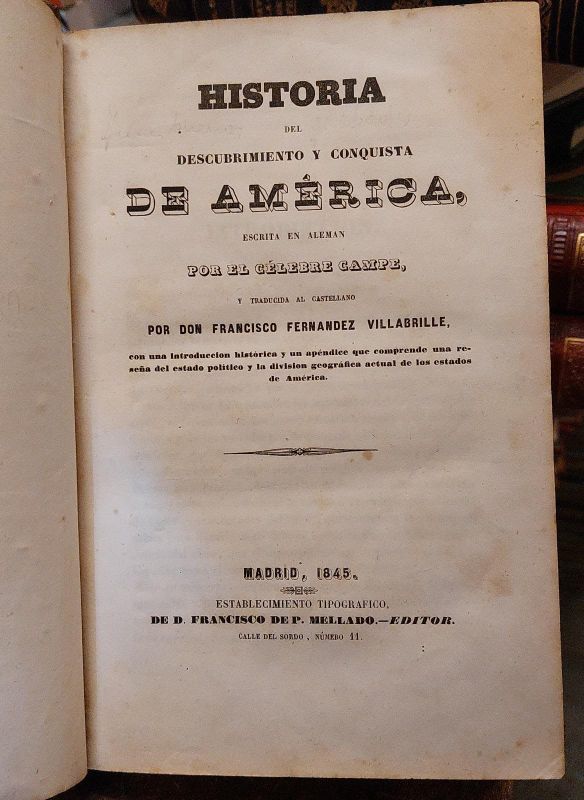 HISTORIA
DEL
DESCUBRIMIENTO Y CONQUISTA
DE AMÉRICA,
ESCRITA EN ALEMAN
POR EL CÉLEBRE CAMPE,
Y TRADUCIDA AL CASTELLANO
POR DON FRANCISCO FERNANDEZ VILLABRILLE,
con una introduccion histórica y un apéndice que comprende una re-
seña del estado político y la division geográfica actual de los estados
de América.
MADRID, 1845.
ESTABLECIMIENTO TIPOGRAFICO,
DE D. FRANCISCO DE P. MELLADO.—EDITOR.
CALLE DEL SORDO, NÚMERO 11.